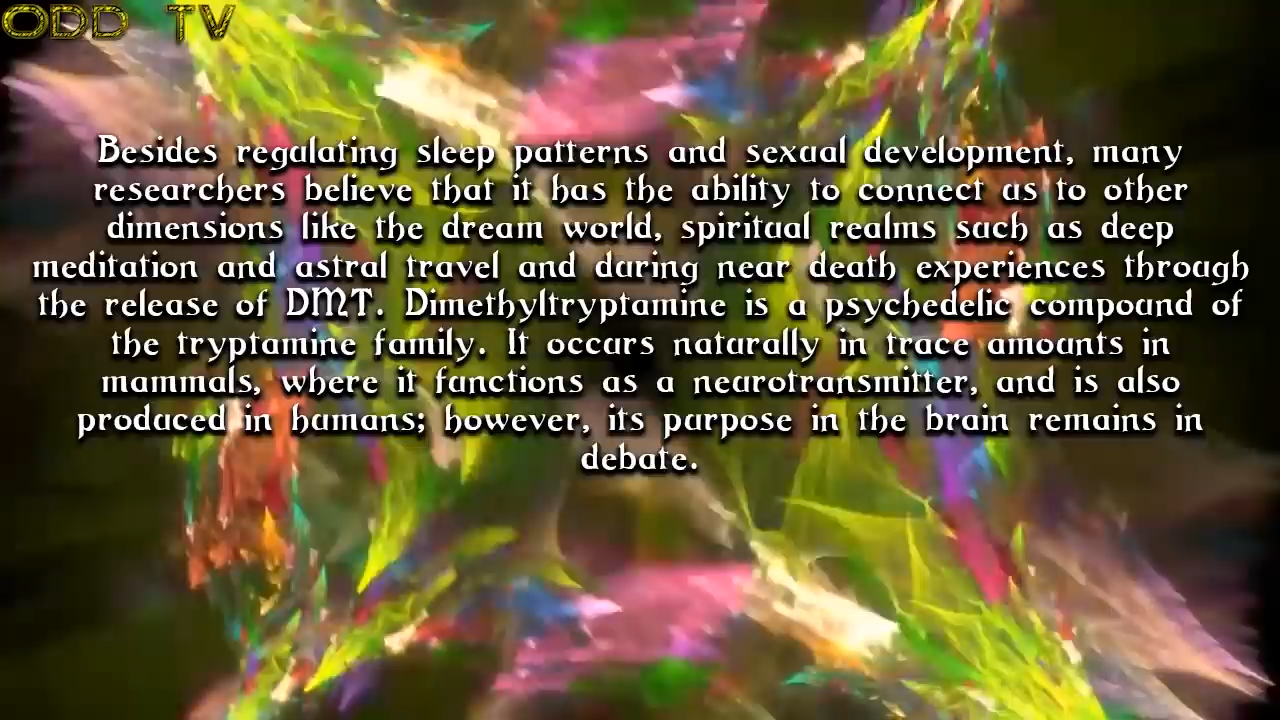 ODD TV
Besides regulating sleep patterns and sexual development, many
researchers believe that it has the ability to connect us to other
dimensions like the dream world, spiritual realms such as deep
meditation and astral travel and during near death experiences through
the release of DMT. Dimethyltryptamine is a psychedelic compound of
the tryptamine family. It occurs naturally in trace amounts in
mammals, where it functions as a neurotransmitter, and is also
produced in humans; however, its purpose in the brain remains in
debate.